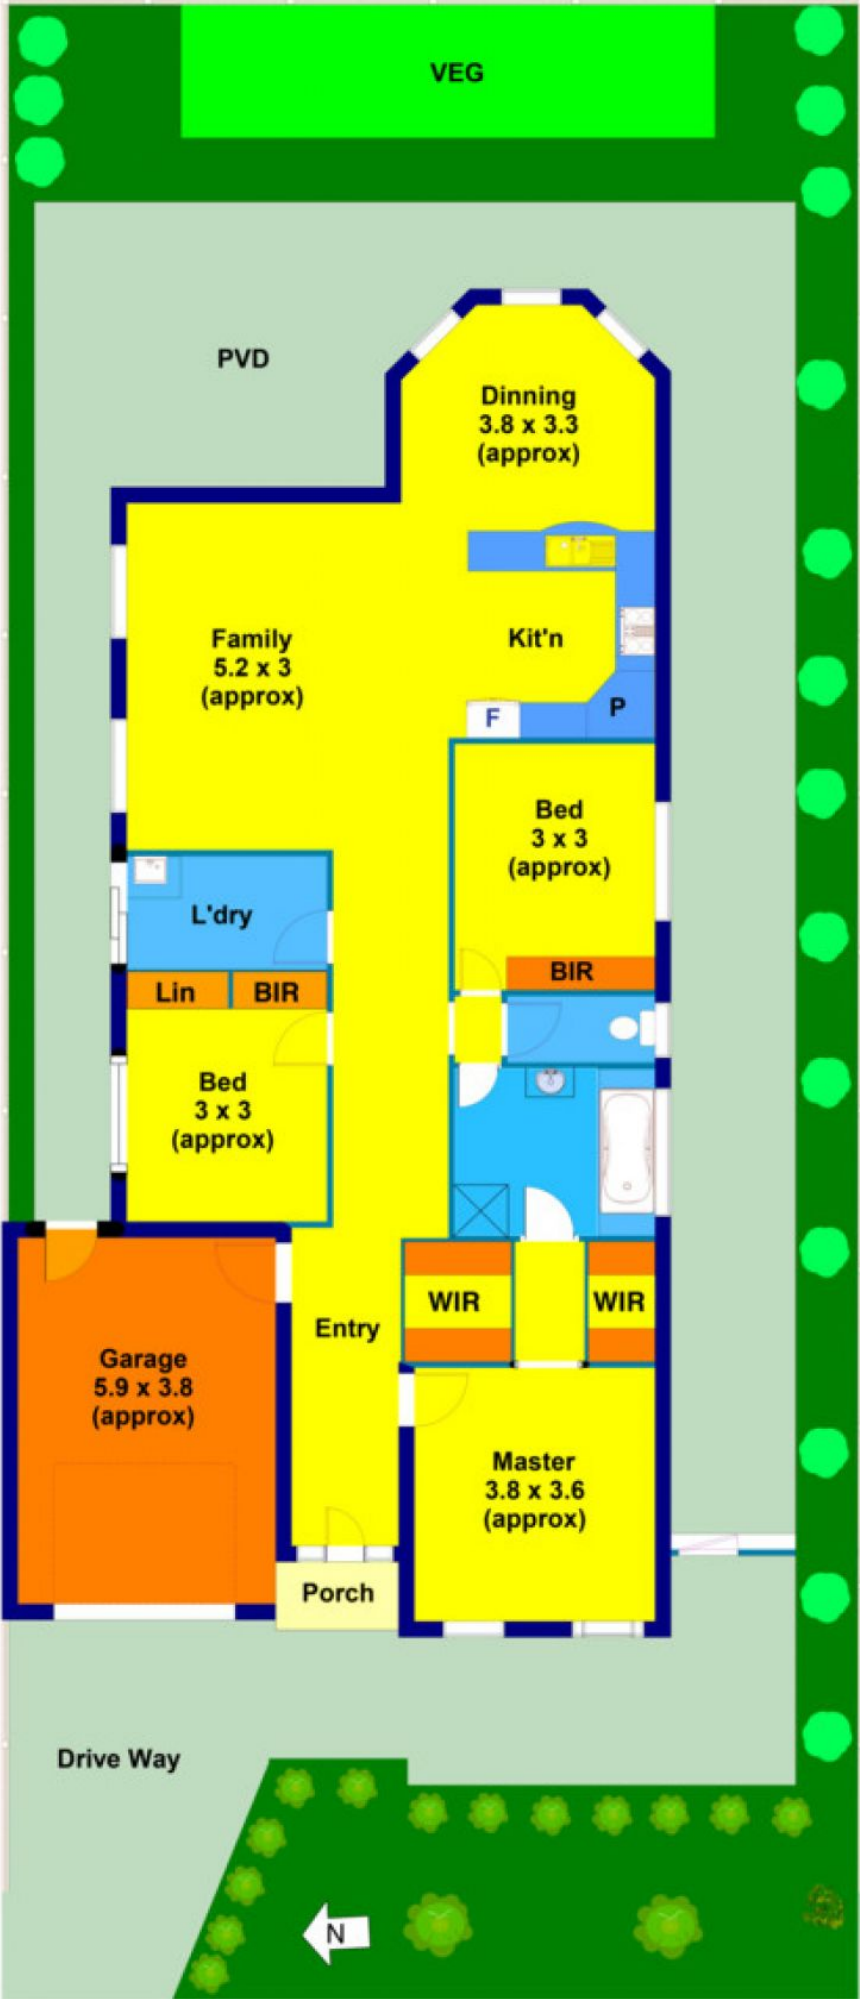 VEG
PVD
Dinning
3.8 x 3.3
(approx)
Family
5.2 x 3
(approx)
Kit'n
F
P
Bed
3 x 3
(approx)
BIR
L'dry
Lin
BIR
Bed
3 x 3
(approx)
WIR
WIR
Entry
Garage
5.9 x 3.8
(approx)
Master
3.8 x 3.6
(approx)
Porch
Drive Way
N